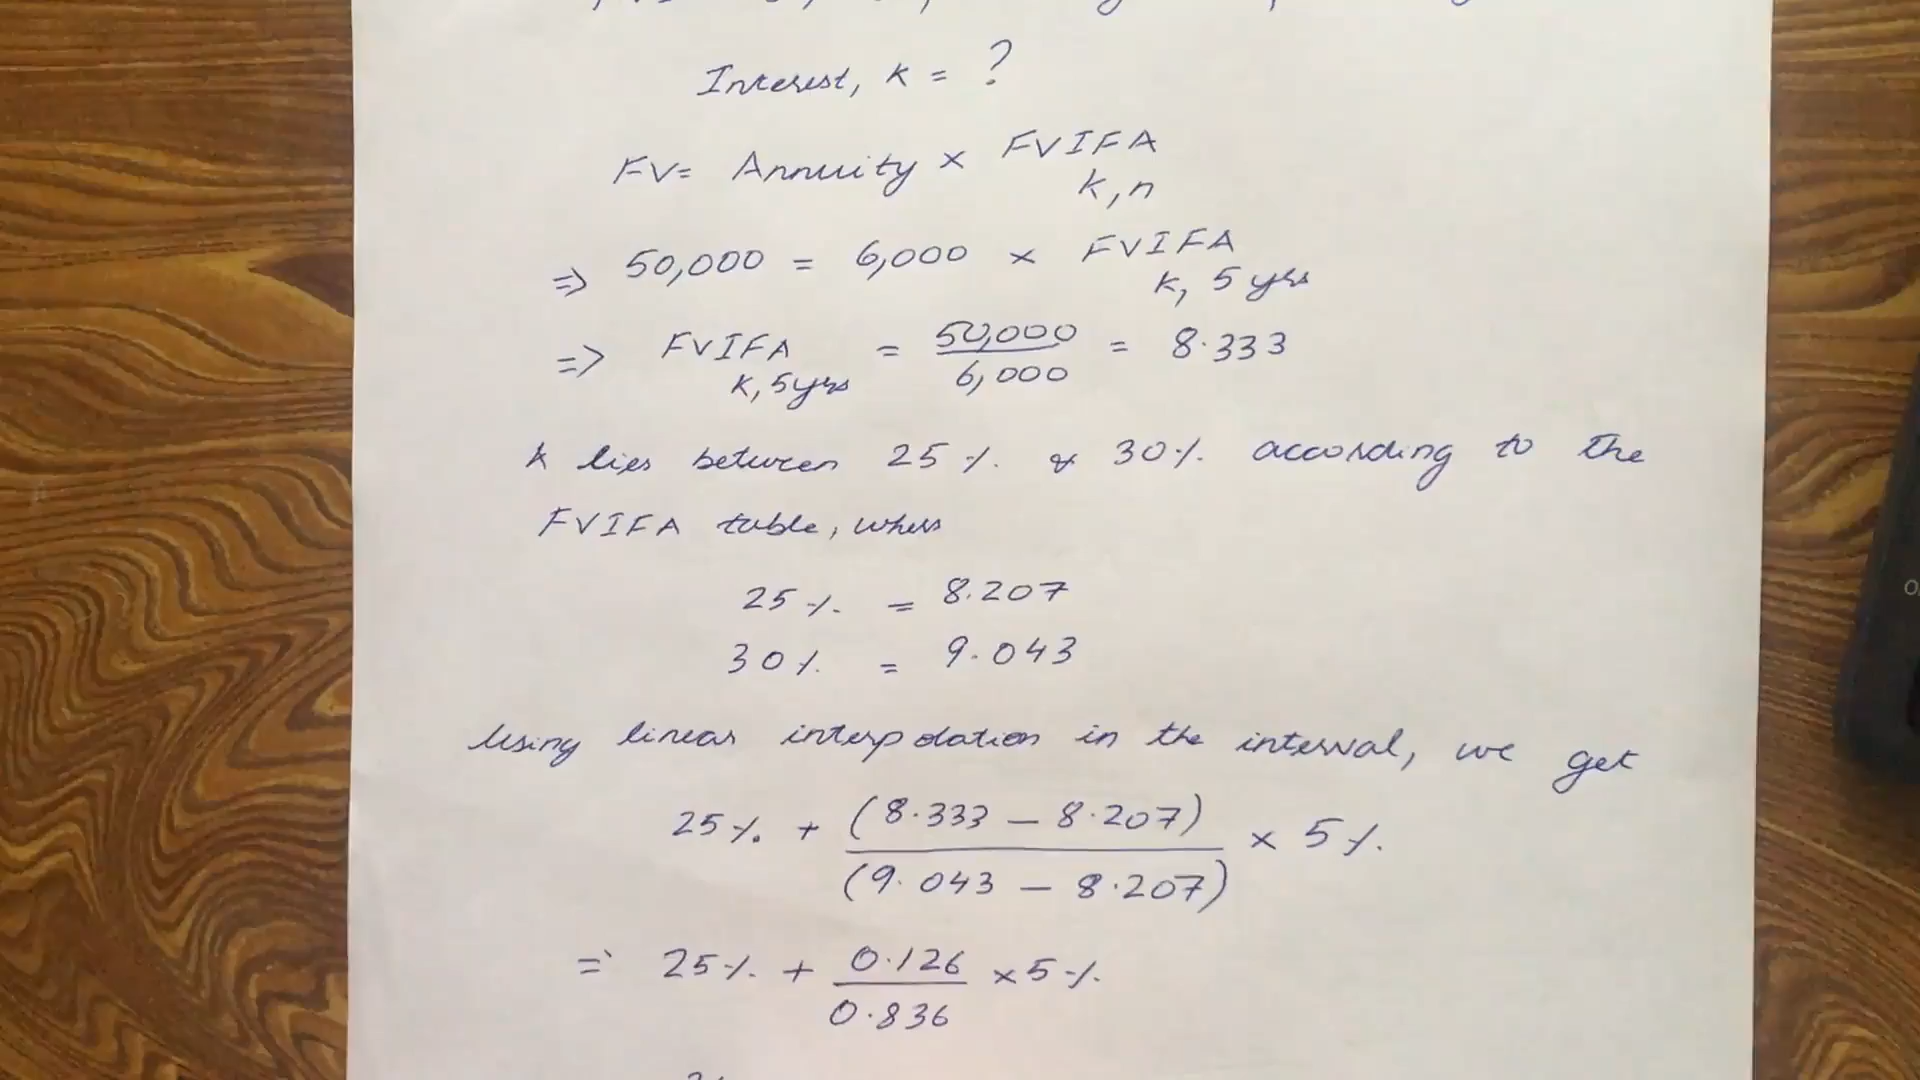 Interest, k = ?
FV = Annuity × FVIFA k,n
⇒ 50,000 = 6,000 × FVIFA k, 5 yrs
⇒ FVIFA k, 5 yrs = 50,000 / 6,000 = 8.333
k lies between 25% & 30% according to the
FVIFA table, where
25% = 8.207
30% = 9.043
Using linear interpolation in the interval, we get
25% + (8.333 – 8.207) / (9.043 – 8.207) × 5%
⇒ 25% + 0.126 / 0.836 × 5%